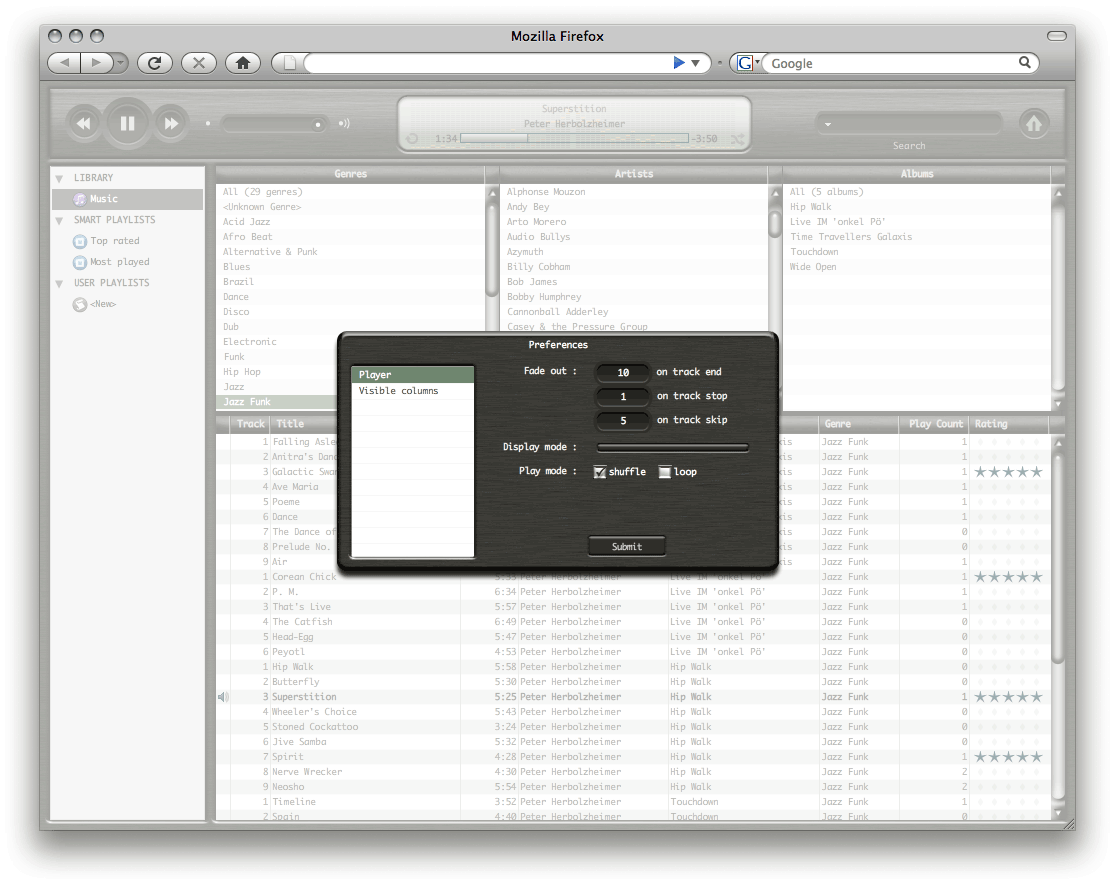 Mozilla Firefox
Google
Superstition
Peter Herbolzheimer
1:34 -3:50
Search
LIBRARY
Music
SMART PLAYLISTS
Top rated
Most played
USER PLAYLISTS
<New>
Genres
All (29 genres)
<Unknown Genre>
Acid Jazz
Afro Beat
Alternative & Punk
Blues
Brazil
Dance
Disco
Dub
Electronic
Funk
Hip Hop
Jazz
Jazz Funk
Artists
Alphonse Mouzon
Andy Bey
Arto Morero
Audio Bullys
Azymuth
Billy Cobham
Bob James
Bobby Humphrey
Cannonball Adderley
Casey & the Pressure Group
Albums
All (5 albums)
Hip Walk
Live IM 'onkel Pö'
Time Travellers Galaxis
Touchdown
Wide Open
Preferences
Player
Visible columns
Fade out : 10 on track end
1 on track stop
5 on track skip
Display mode :
Play mode : shuffle loop
Submit
Track Title Genre Play Count Rating
1 Falling Aslee Jazz Funk 1
2 Anitra's Danc Jazz Funk 1
3 Galactic Swa Jazz Funk 1 ★★★★★
4 Ave Maria Jazz Funk 1
5 Poeme Jazz Funk 1
6 Dance Jazz Funk 1
7 The Dance of Jazz Funk 0
8 Prelude No. Jazz Funk 0
9 Air Jazz Funk 0
1 Corean Chick 5:33 Peter Herbolzheimer Live IM 'onkel Pö' Jazz Funk 1 ★★★★★
2 P. M. 6:34 Peter Herbolzheimer Live IM 'onkel Pö' Jazz Funk 1
3 That's Live 5:57 Peter Herbolzheimer Live IM 'onkel Pö' Jazz Funk 1
4 The Catfish 6:49 Peter Herbolzheimer Live IM 'onkel Pö' Jazz Funk 0
5 Head-Egg 5:47 Peter Herbolzheimer Live IM 'onkel Pö' Jazz Funk 0
6 Peyotl 4:53 Peter Herbolzheimer Live IM 'onkel Pö' Jazz Funk 0
1 Hip Walk 5:58 Peter Herbolzheimer Hip Walk Jazz Funk 0
2 Butterfly 5:30 Peter Herbolzheimer Hip Walk Jazz Funk 0
3 Superstition 5:25 Peter Herbolzheimer Hip Walk Jazz Funk 1 ★★★★★
4 Wheeler's Choice 5:43 Peter Herbolzheimer Hip Walk Jazz Funk 0
5 Stoned Cockattoo 3:24 Peter Herbolzheimer Hip Walk Jazz Funk 0
6 Jive Samba 5:32 Peter Herbolzheimer Hip Walk Jazz Funk 0
7 Spirit 4:28 Peter Herbolzheimer Hip Walk Jazz Funk 1 ★★★★★
8 Nerve Wrecker 4:30 Peter Herbolzheimer Hip Walk Jazz Funk 2
9 Neosho 5:54 Peter Herbolzheimer Hip Walk Jazz Funk 2
1 Timeline 3:52 Peter Herbolzheimer Touchdown Jazz Funk 1
2 Spain 4:40 Peter Herbolzheimer Touchdown Jazz Funk 0